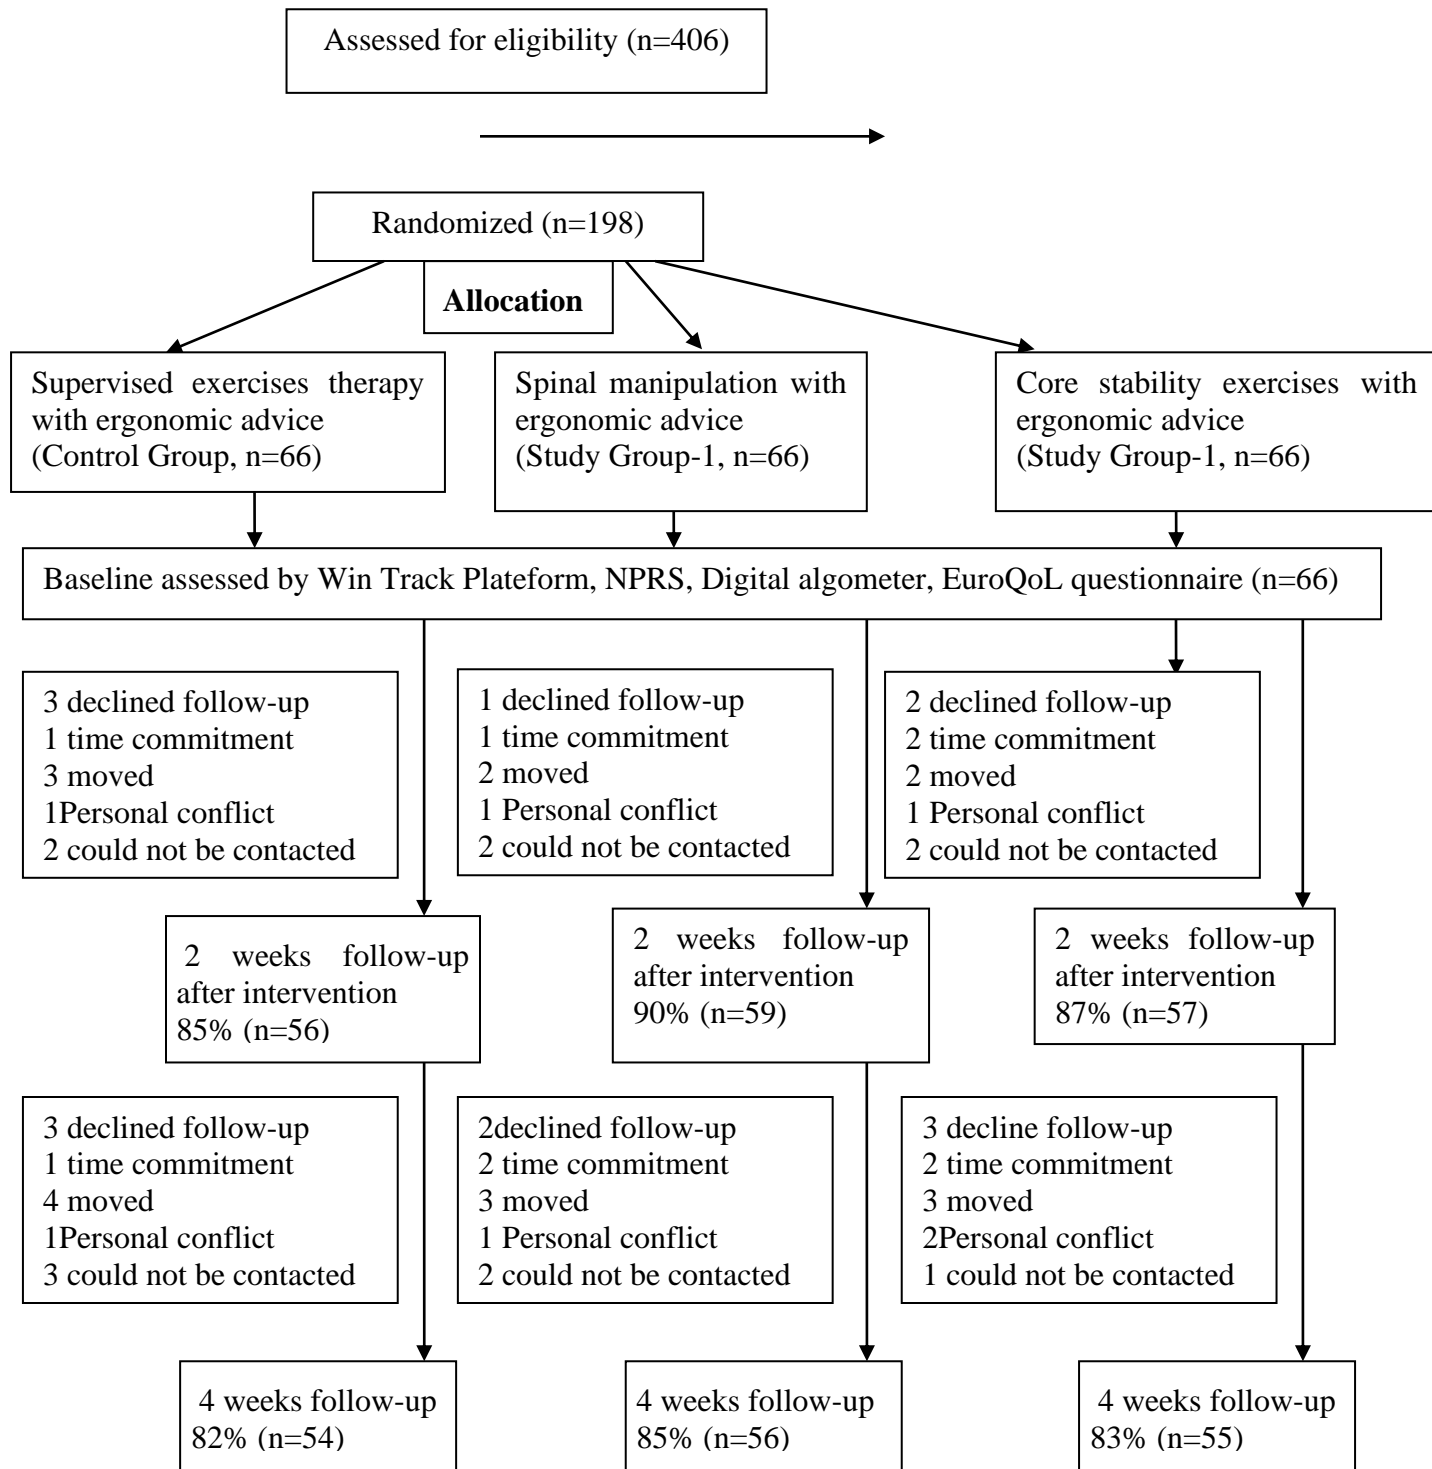 Assessed for eligibility (n=406)
Randomized (n=198)
Allocation
Supervised exercises therapy
with ergonomic advice
(Control Group, n=66)
Spinal manipulation with
ergonomic advice
(Study Group-1, n=66)
Core stability exercises with
ergonomic advice
(Study Group-1, n=66)
Baseline assessed by Win Track Plateform, NPRS, Digital algometer, EuroQoL questionnaire (n=66)
3 declined follow-up
1 time commitment
3 moved
1Personal conflict
2 could not be contacted
1 declined follow-up
1 time commitment
2 moved
1 Personal conflict
2 could not be contacted
2 declined follow-up
2 time commitment
2 moved
1 Personal conflict
2 could not be contacted
2 weeks follow-up
after intervention
85% (n=56)
2 weeks follow-up
after intervention
90% (n=59)
2 weeks follow-up
after intervention
87% (n=57)
3 declined follow-up
1 time commitment
4 moved
1Personal conflict
3 could not be contacted
2declined follow-up
2 time commitment
3 moved
1 Personal conflict
2 could not be contacted
3 decline follow-up
2 time commitment
3 moved
2Personal conflict
1 could not be contacted
4 weeks follow-up
82% (n=54)
4 weeks follow-up
85% (n=56)
4 weeks follow-up
83% (n=55)